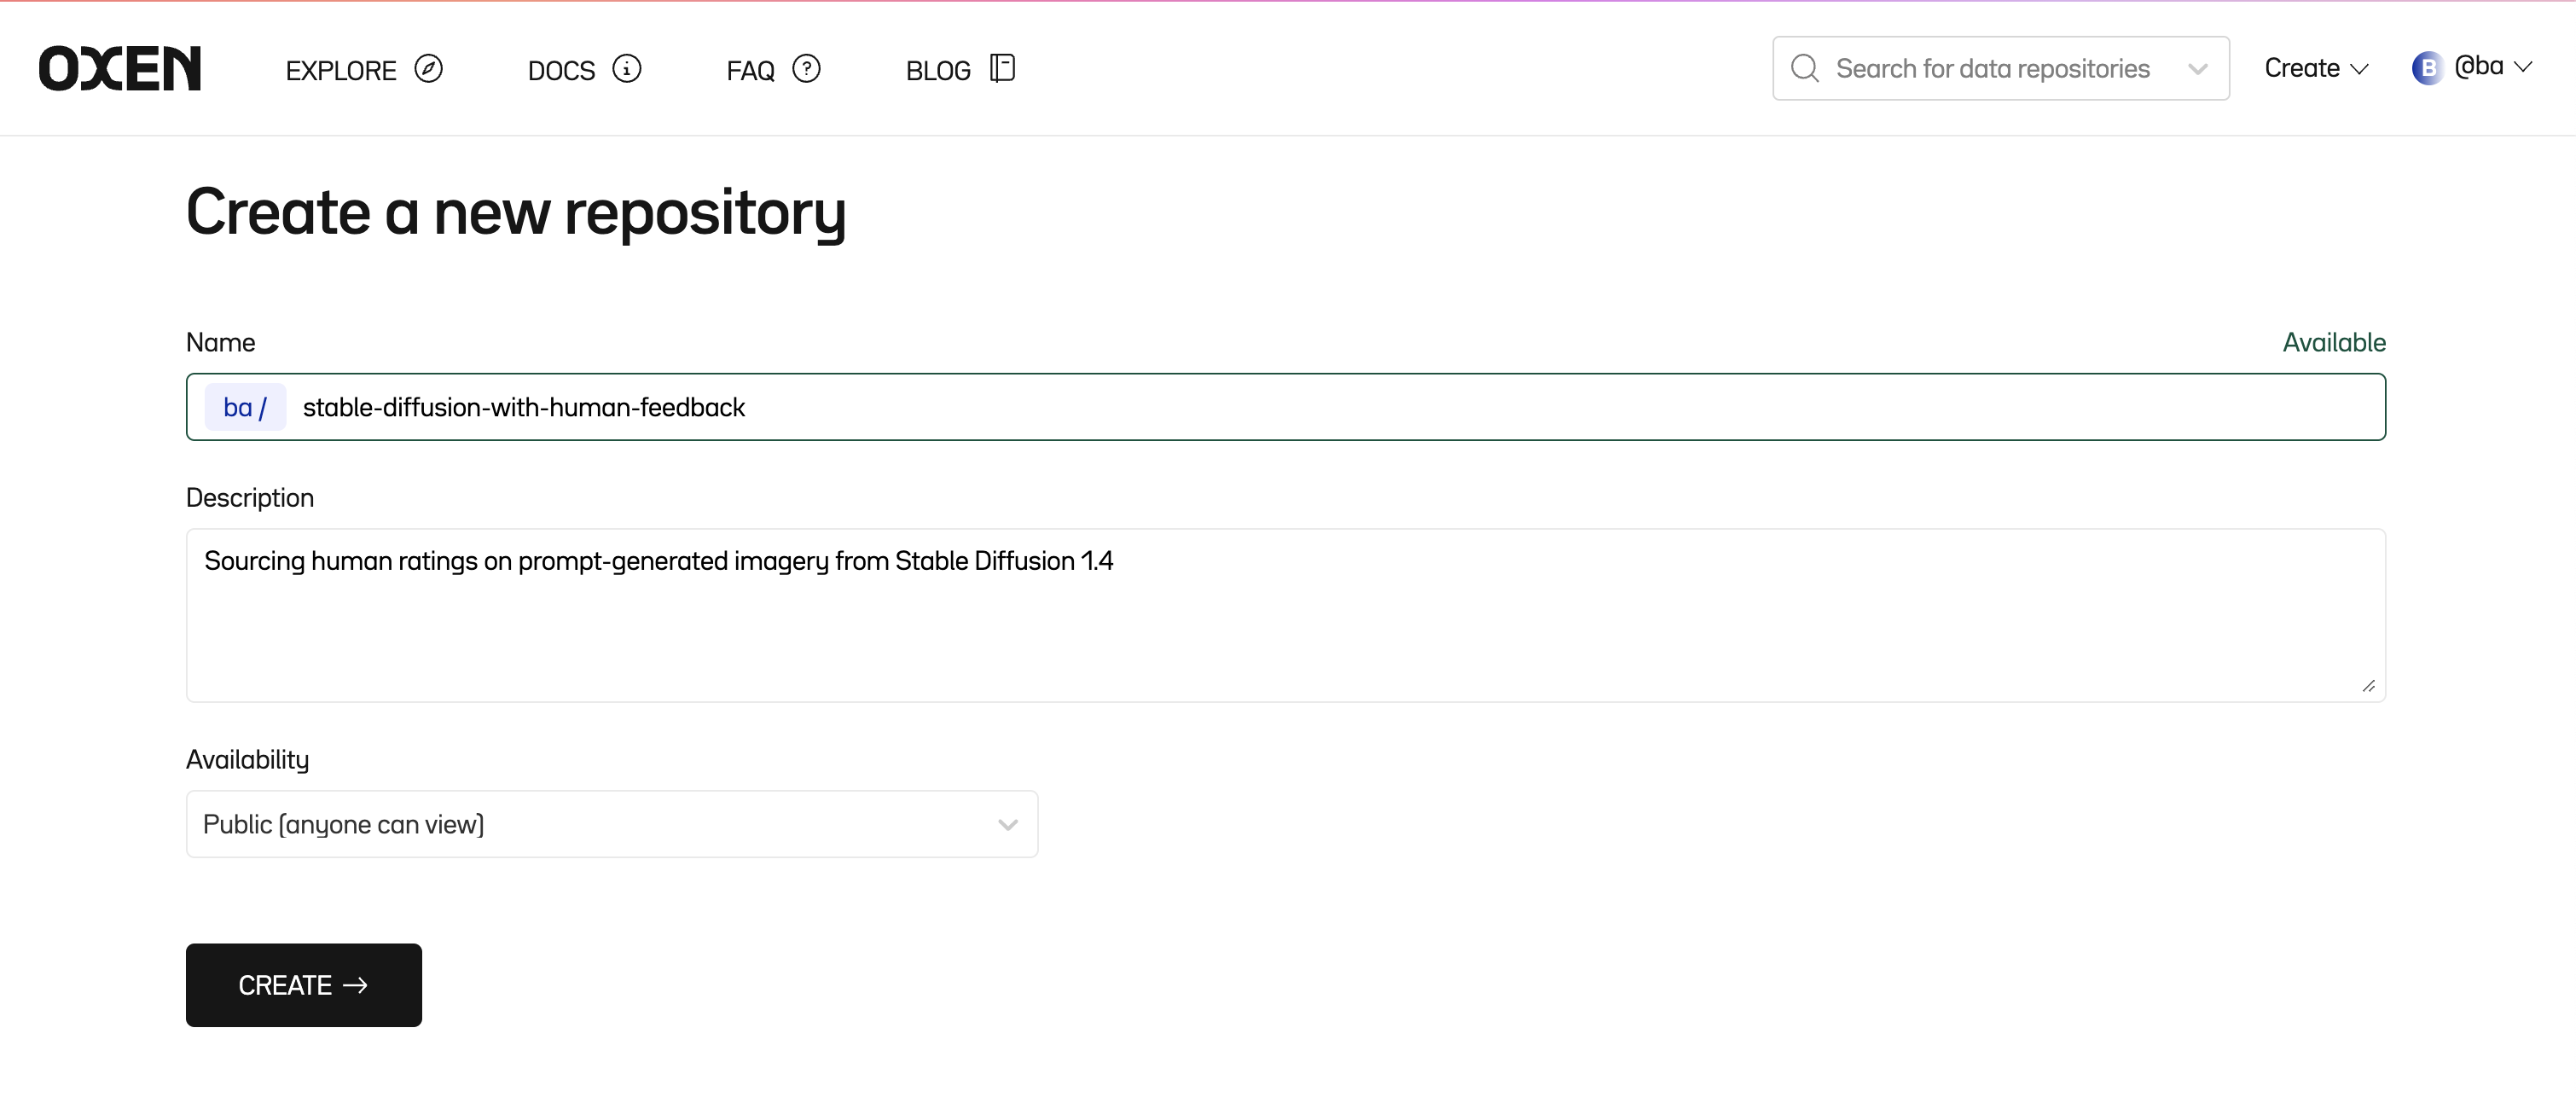 OXEN EXPLORE DOCS FAQ BLOG Search for data repositories Create B @ba
Create a new repository
Name Available
ba / stable-diffusion-with-human-feedback
Description
Sourcing human ratings on prompt-generated imagery from Stable Diffusion 1.4
Availability
Public (anyone can view)
CREATE →